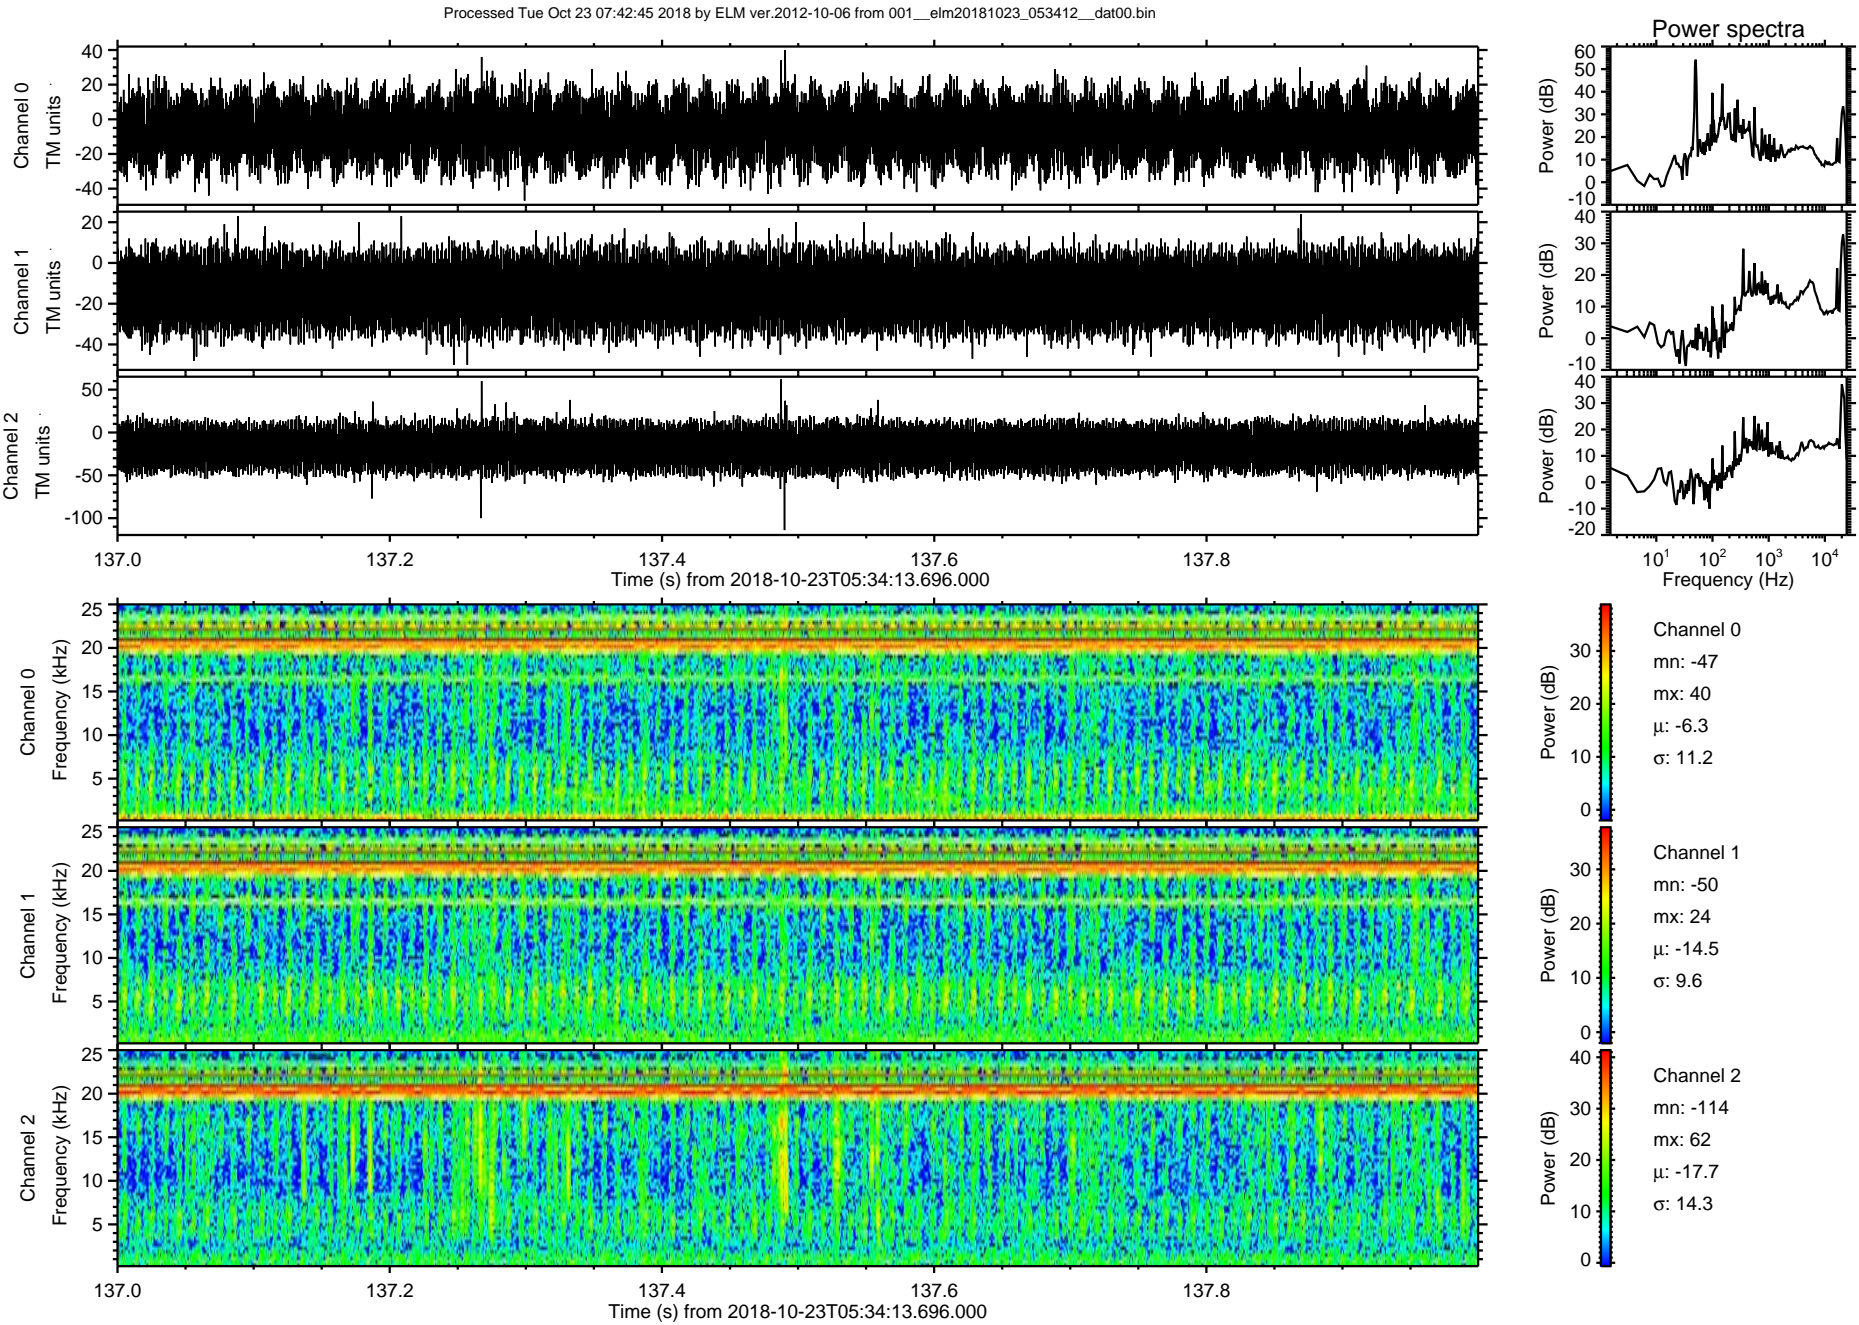 Processed Tue Oct 23 07:42:45 2018 by ELM ver.2012-10-06 from 001__elm20181023_053412__dat00.bin
Power spectra
Channel 0
TM units
40
20
0
-20
-40
Power (dB)
60
50
40
30
20
10
0
-10
Channel 1
TM units
20
0
-20
-40
Power (dB)
40
30
20
10
0
-10
Channel 2
TM units
50
0
-50
-100
Power (dB)
40
30
20
10
0
-10
-20
137.0 137.2 137.4 137.6 137.8
Time (s) from 2018-10-23T05:34:13.696.000
10¹ 10² 10³ 10⁴
Frequency (Hz)
Channel 0
Frequency (kHz)
25
20
15
10
5
Power (dB)
30
20
10
0
Channel 0
mn: -47
mx: 40
μ: -6.3
σ: 11.2
Channel 1
Frequency (kHz)
25
20
15
10
5
Power (dB)
30
20
10
0
Channel 1
mn: -50
mx: 24
μ: -14.5
σ: 9.6
Channel 2
Frequency (kHz)
25
20
15
10
5
Power (dB)
40
30
20
10
0
Channel 2
mn: -114
mx: 62
μ: -17.7
σ: 14.3
137.0 137.2 137.4 137.6 137.8
Time (s) from 2018-10-23T05:34:13.696.000